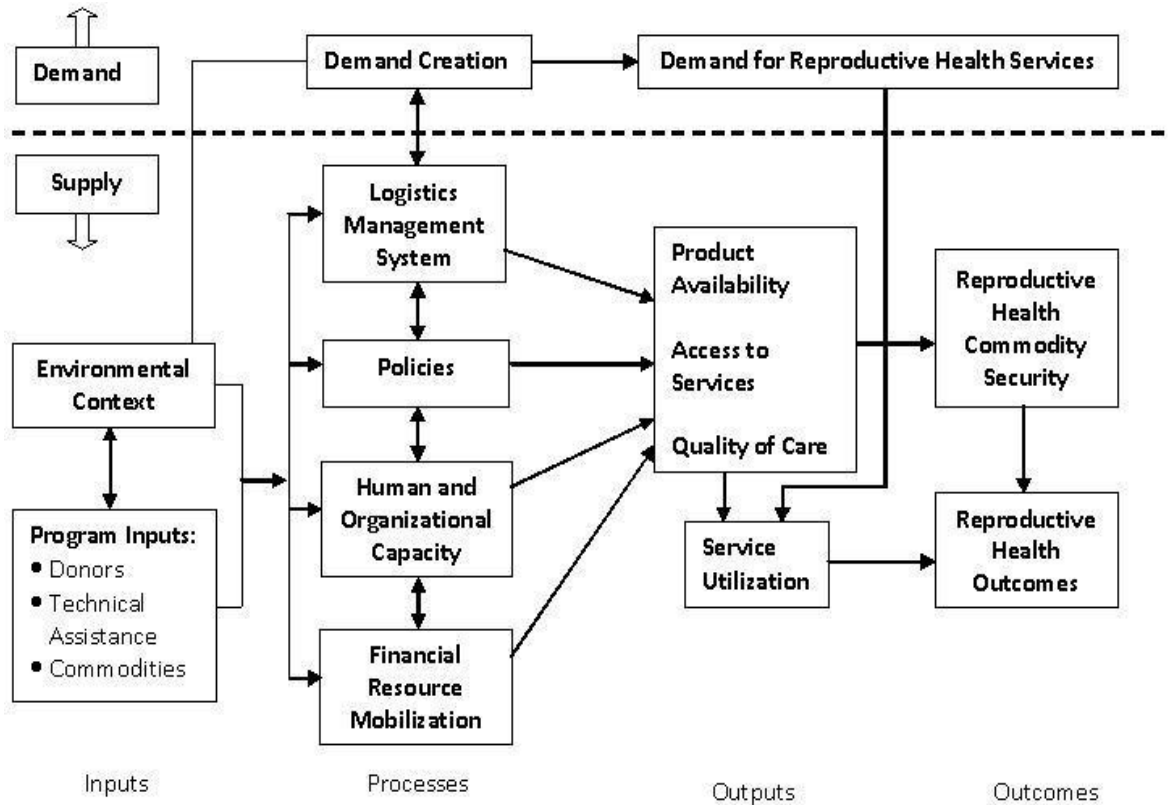 Demand
Demand Creation
Demand for Reproductive Health Services
Supply
Logistics
Management
System
Product
Availability
Access to
Services
Quality of Care
Reproductive
Health
Commodity
Security
Environmental
Context
Policies
Program Inputs:
• Donors
• Technical
Assistance
• Commodities
Human and
Organizational
Capacity
Service
Utilization
Reproductive
Health
Outcomes
Financial
Resource
Mobilization
Inputs
Processes
Outputs
Outcomes